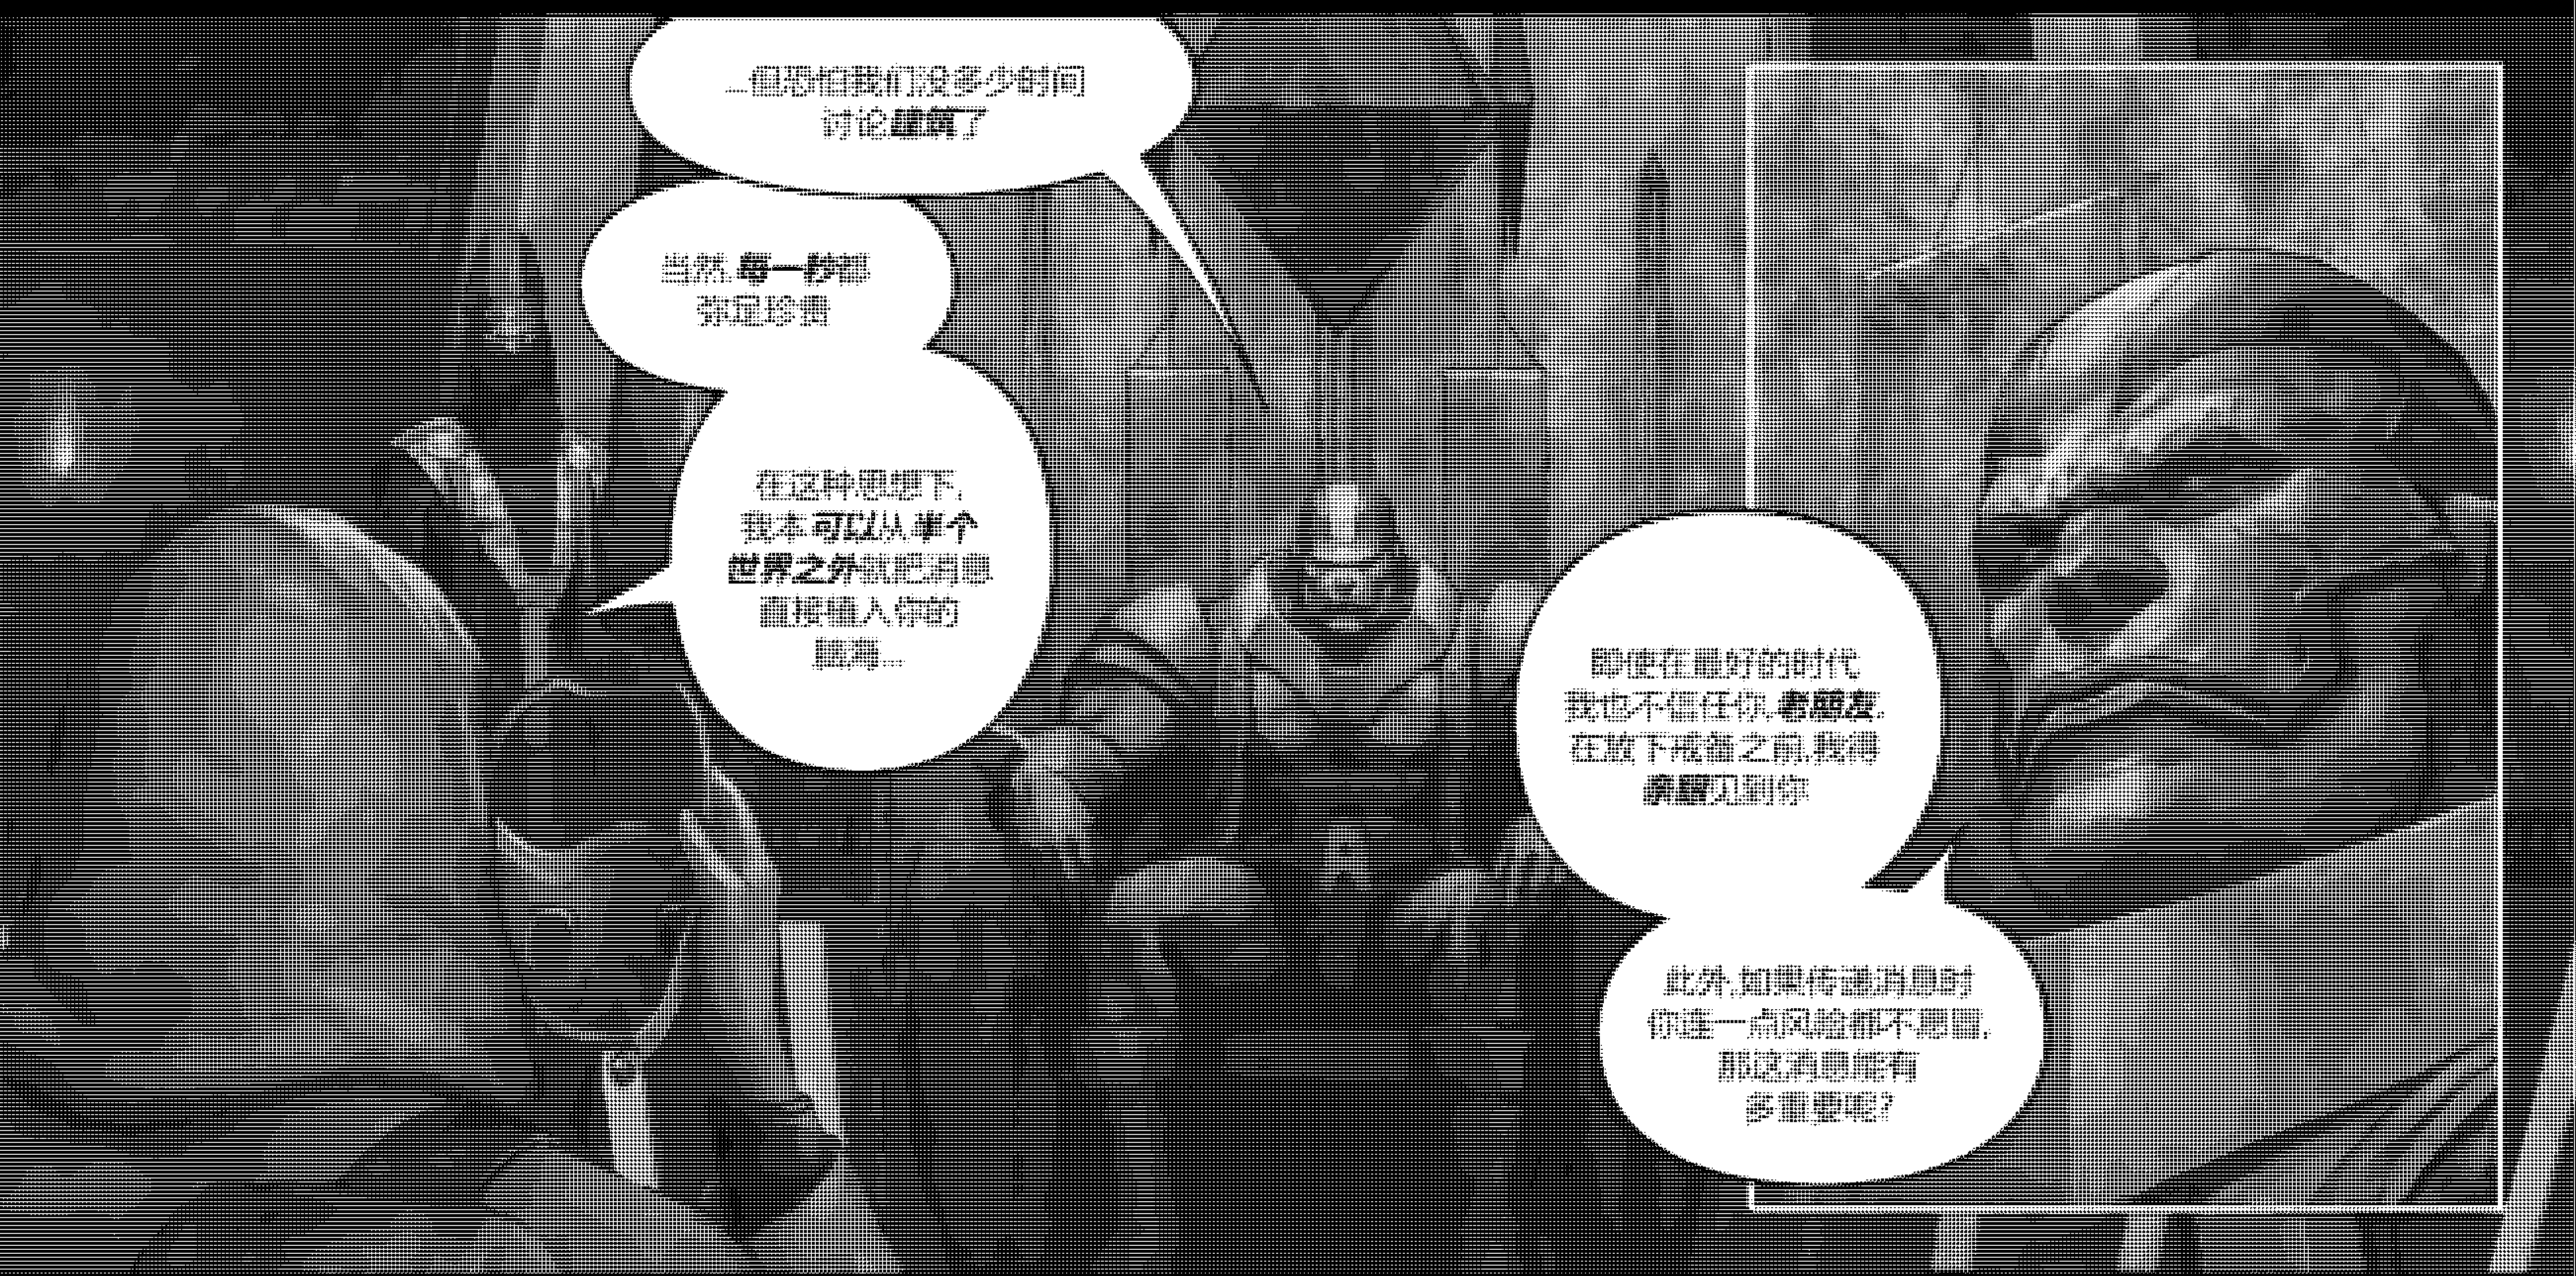 ...但恐怕我们没多少时间
讨论建筑了
当然,每一秒都
弥足珍贵
在这种思想下,
我本可以从半个
世界之外就把消息
直接植入你的
脑海...
即使在最好的时代
我也不信任你,老朋友,
在放下戒备之前,我得
亲眼见到你
此外,如果传递消息时
你连一点风险都不愿冒,
那这消息能有
多重要呢?